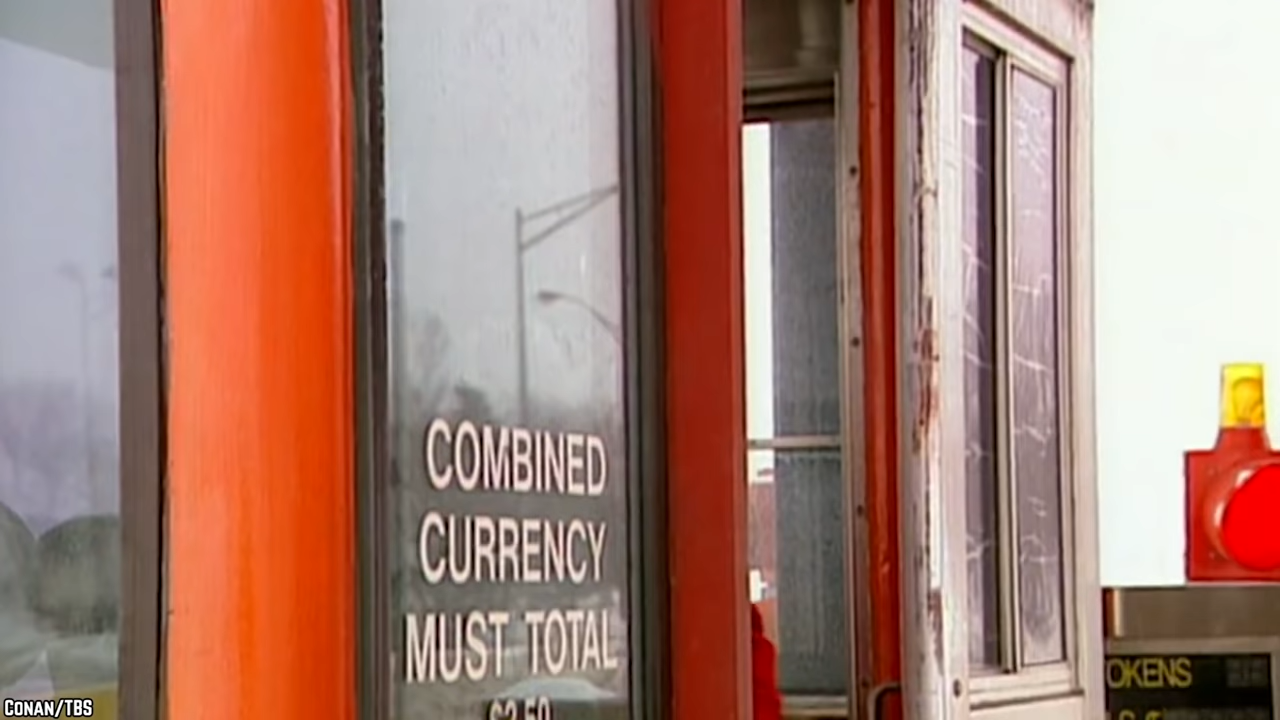 COMBINED
CURRENCY
MUST TOTAL
OKENS
CONAN/TBS